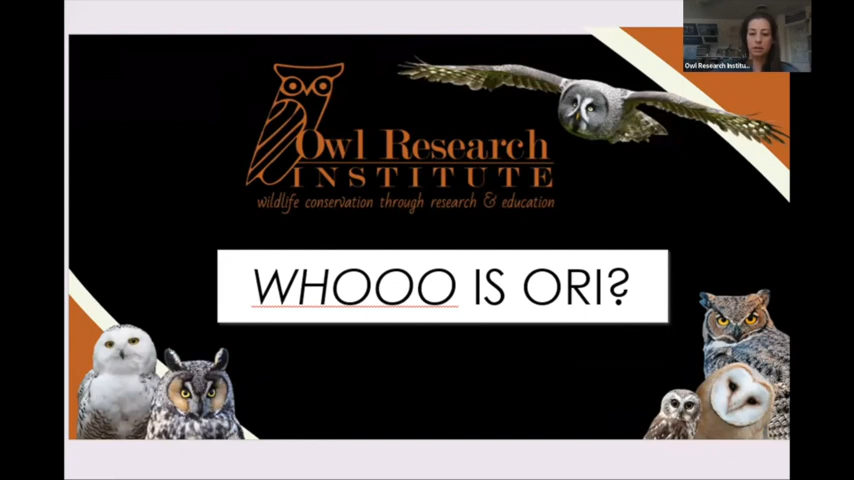 Owl Research Institu...
Owl Research
INSTITUTE
wildlife conservation through research & education
WHOOO IS ORI?